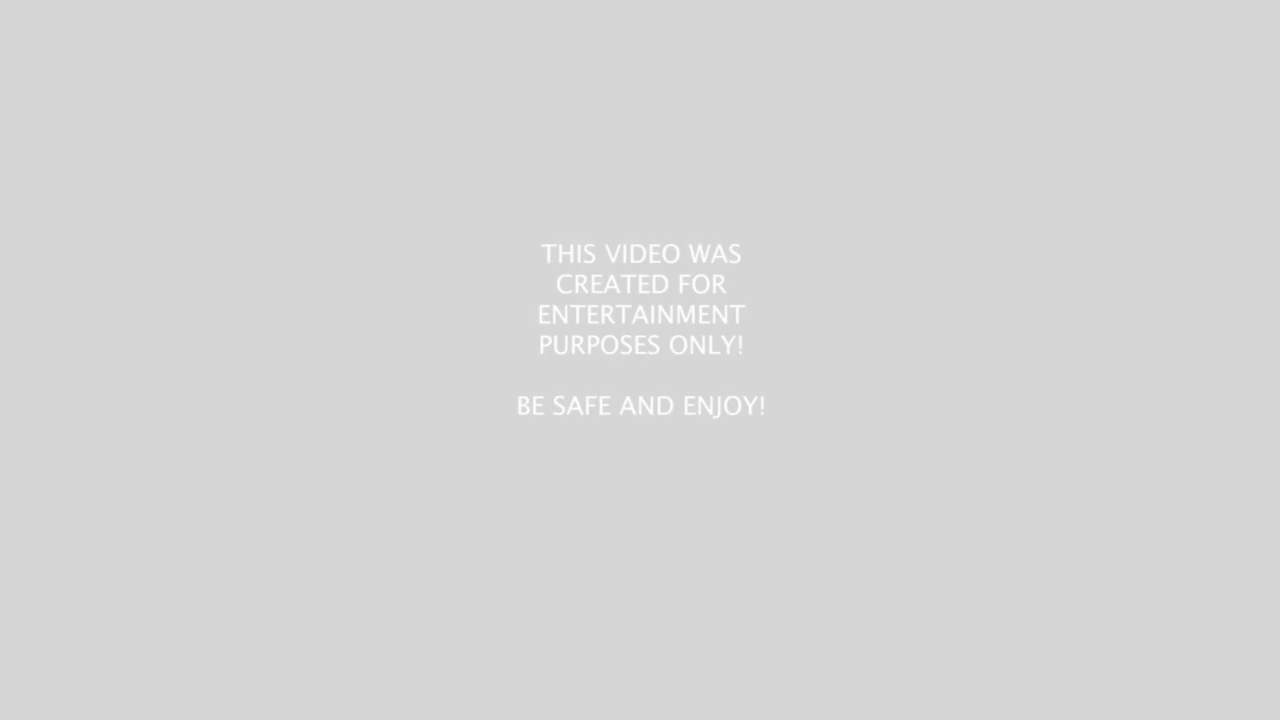 THIS VIDEO WAS
CREATED FOR
ENTERTAINMENT
PURPOSES ONLY!
BE SAFE AND ENJOY!